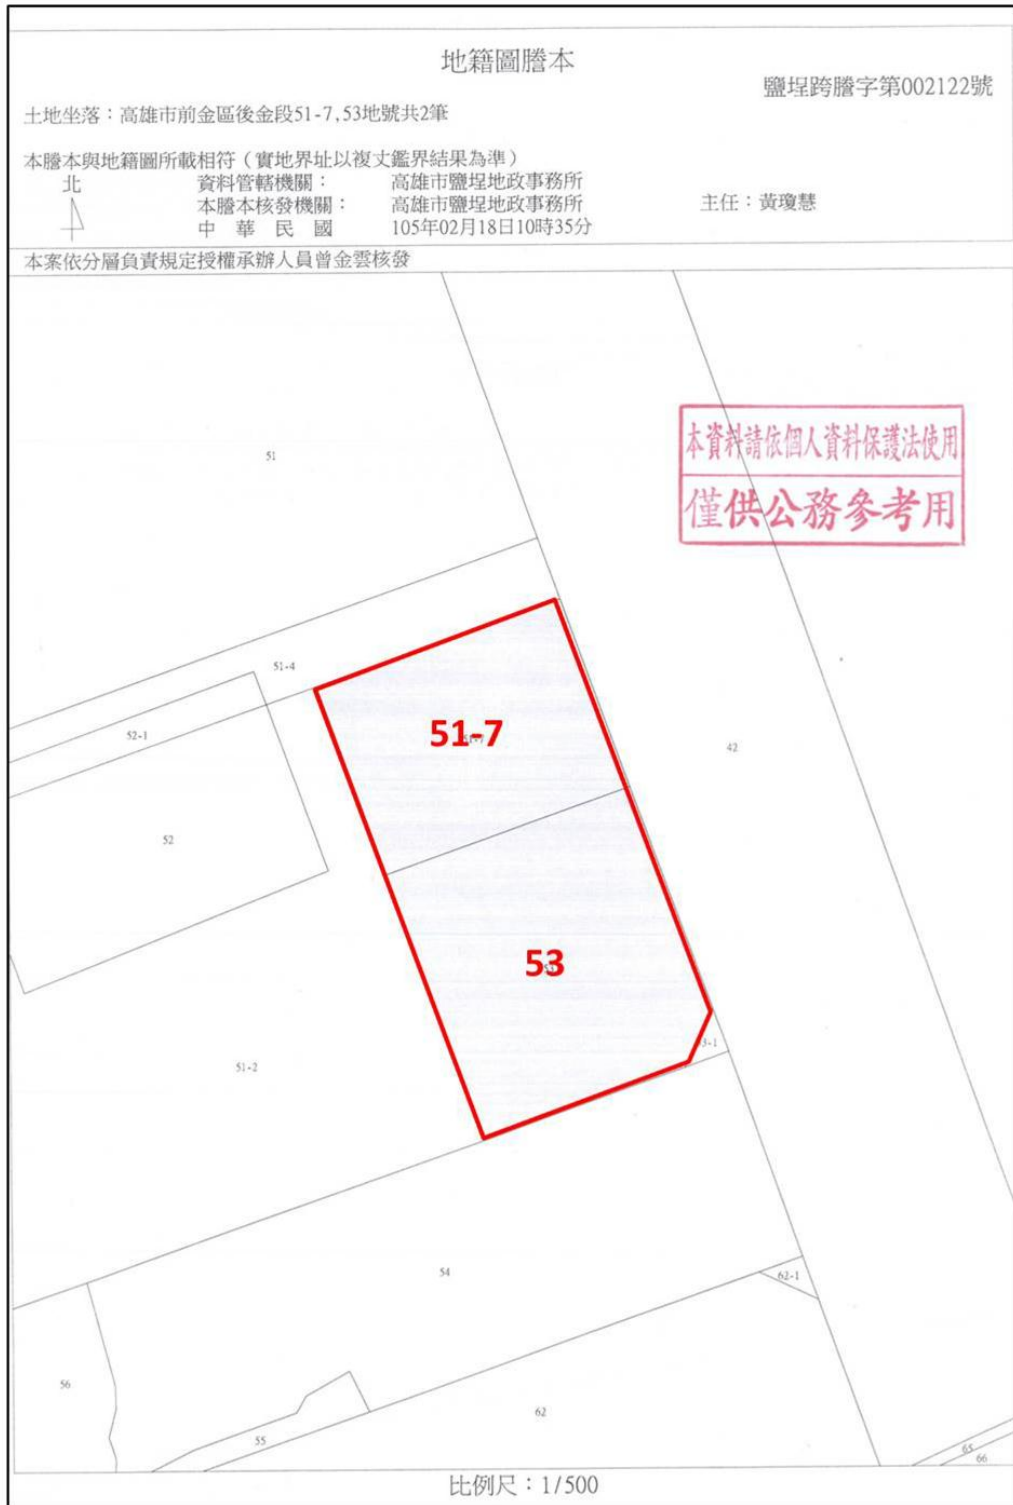 地籍圖謄本
鹽埕跨謄字第002122號
土地坐落：高雄市前金區後金段51-7,53地號共2筆
本謄本與地籍圖所載相符（實地界址以複丈鑑界結果為準）
北
資料管轄機關： 高雄市鹽埕地政事務所
本謄本核發機關： 高雄市鹽埕地政事務所
主任：黃瓊慧
中 華 民 國 105年02月18日10時35分
本案依分層負責規定授權承辦人員曾金雲核發
本資料請依個人資料保護法使用
僅供公務參考用
51
51-4
52-1
51-7
42
52
53
3-1
51-2
54
62-1
56
62
55
65
66
比例尺：1/500